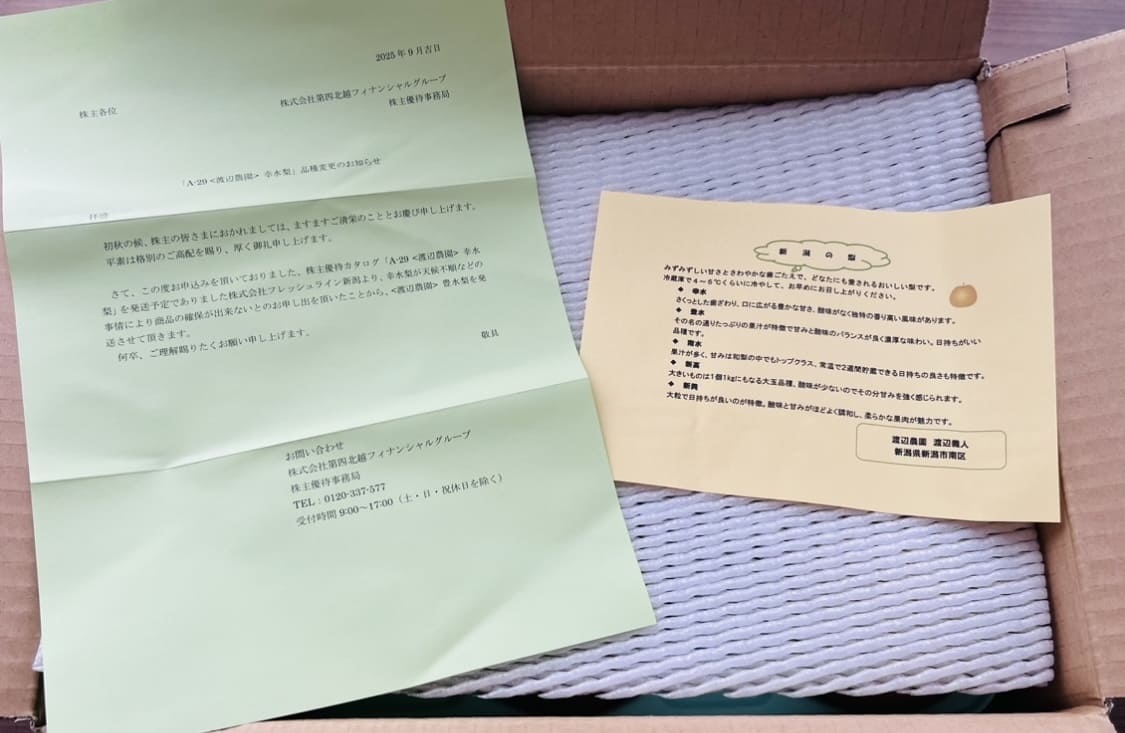 2025年9月吉日
株主各位
株式会社第四北越フィナンシャルグループ
株主優待事務局
「A-29 <渡辺農園> 幸水梨」品種変更のお知らせ
拝啓
初秋の候、株主の皆さまにおかれましては、ますますご清栄のこととお慶び申し上げます。
平素は格別のご高配を賜り、厚く御礼申し上げます。
さて、この度お申込みを頂いておりました、株主優待カタログ「A-29 <渡辺農園> 幸水
梨」を発送予定でありました株式会社フレッシュライン新潟より、幸水梨が天候不順などの
事情により商品の確保が出来ないとのお申し出を頂いたことから、<渡辺農園> 豊水梨を発
送させて頂きます。
何卒、ご理解賜りたくお願い申し上げます。
敬具
お問い合わせ
株式会社第四北越フィナンシャルグループ
株主優待事務局
TEL：0120-337-577
受付時間 9:00～17:00（土・日・祝休日を除く）
新潟の梨
みずみずしい甘さとさわやかな歯ごたえで、どなたにも愛されるおいしい梨です。
冷蔵庫で4～5℃くらいに冷やして、お早めにお召し上がりください。
◆ 幸水
さくっとした歯ざわり、口に広がる豊かな甘さ、酸味がなく独特の香り高い風味があります。
◆ 豊水
その名の通りたっぷりの果汁が特徴で甘みと酸味のバランスが良く濃厚な味わい。日持ちがいい
品種です。
◆ 南水
果汁が多く、甘みは和梨の中でもトップクラス、常温で2週間貯蔵できる日持ちの良さも特徴です。
◆ 新高
大きいものは1個1kgにもなる大玉品種、酸味が少ないのでその分甘みを強く感じられます。
◆ 新興
大粒で日持ちが良いのが特徴。酸味と甘みがほどよく調和し、柔らかな果肉が魅力です。
渡辺農園 渡辺義人
新潟県新潟市南区